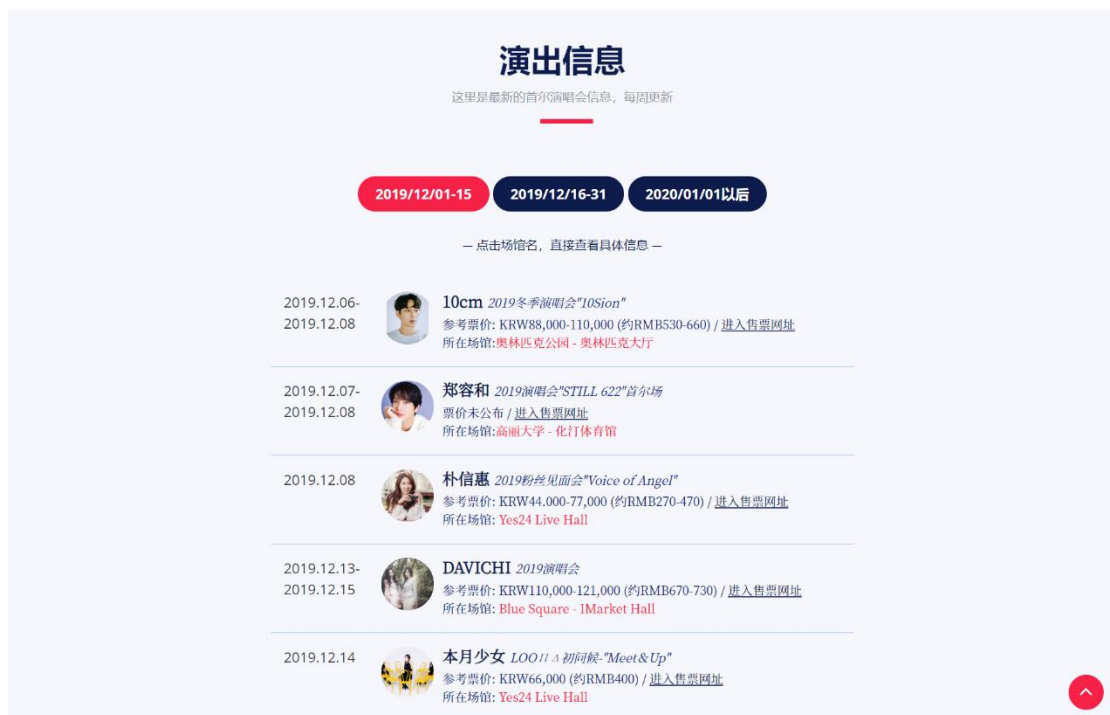 演出信息
这里是最新的首尔演唱会信息，每周更新
2019/12/01-15
2019/12/16-31
2020/01/01以后
— 点击场馆名，直接查看具体信息 —
2019.12.06-
2019.12.08
10cm 2019冬季演唱会"10Sion"
参考票价: KRW88,000-110,000 (约RMB530-660) / 进入售票网址
所在场馆:奥林匹克公园 - 奥林匹克大厅
2019.12.07-
2019.12.08
郑容和 2019演唱会"STILL 622"首尔场
票价未公布 / 进入售票网址
所在场馆:高丽大学 - 化汀体育馆
2019.12.08
朴信惠 2019粉丝见面会"Voice of Angel"
参考票价: KRW44.000-77,000 (约RMB270-470) / 进入售票网址
所在场馆: Yes24 Live Hall
2019.12.13-
2019.12.15
DAVICHI 2019演唱会
参考票价: KRW110,000-121,000 (约RMB670-730) / 进入售票网址
所在场馆: Blue Square - IMarket Hall
2019.12.14
本月少女 LOOΠΔ 初问候-"Meet&Up"
参考票价: KRW66,000 (约RMB400) / 进入售票网址
所在场馆: Yes24 Live Hall